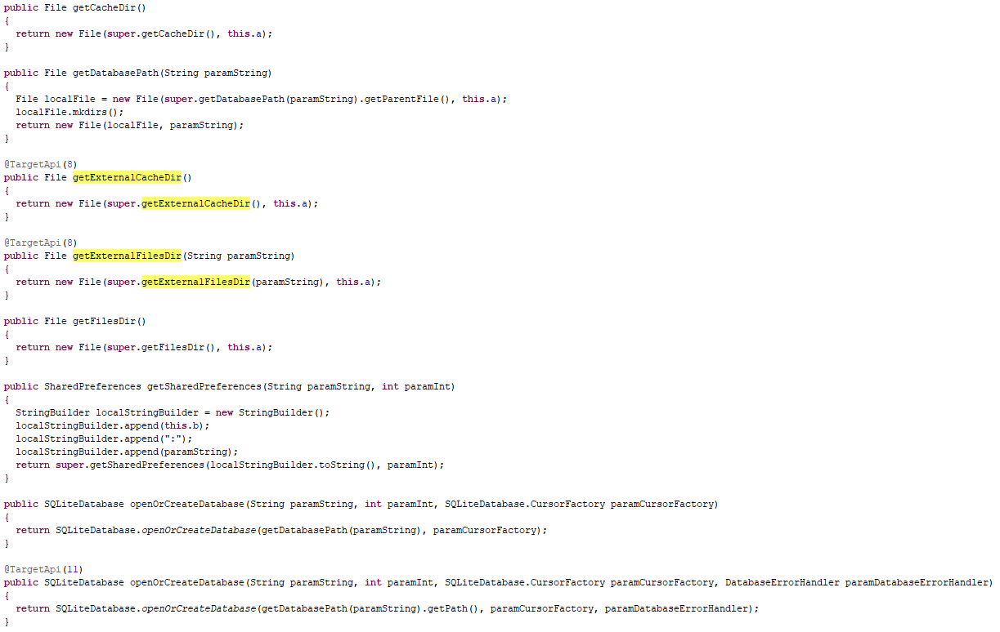 public File getCacheDir()
{
  return new File(super.getCacheDir(), this.a);
}

public File getDatabasePath(String paramString)
{
  File localFile = new File(super.getDatabasePath(paramString).getParentFile(), this.a);
  localFile.mkdirs();
  return new File(localFile, paramString);
}

@TargetApi(8)
public File getExternalCacheDir()
{
  return new File(super.getExternalCacheDir(), this.a);
}

@TargetApi(8)
public File getExternalFilesDir(String paramString)
{
  return new File(super.getExternalFilesDir(paramString), this.a);
}

public File getFilesDir()
{
  return new File(super.getFilesDir(), this.a);
}

public SharedPreferences getSharedPreferences(String paramString, int paramInt)
{
  StringBuilder localStringBuilder = new StringBuilder();
  localStringBuilder.append(this.b);
  localStringBuilder.append(":");
  localStringBuilder.append(paramString);
  return super.getSharedPreferences(localStringBuilder.toString(), paramInt);
}

public SQLiteDatabase openOrCreateDatabase(String paramString, int paramInt, SQLiteDatabase.CursorFactory paramCursorFactory)
{
  return SQLiteDatabase.openOrCreateDatabase(getDatabasePath(paramString), paramCursorFactory);
}

@TargetApi(11)
public SQLiteDatabase openOrCreateDatabase(String paramString, int paramInt, SQLiteDatabase.CursorFactory paramCursorFactory, DatabaseErrorHandler paramDatabaseErrorHandler)
{
  return SQLiteDatabase.openOrCreateDatabase(getDatabasePath(paramString).getPath(), paramCursorFactory, paramDatabaseErrorHandler);
}